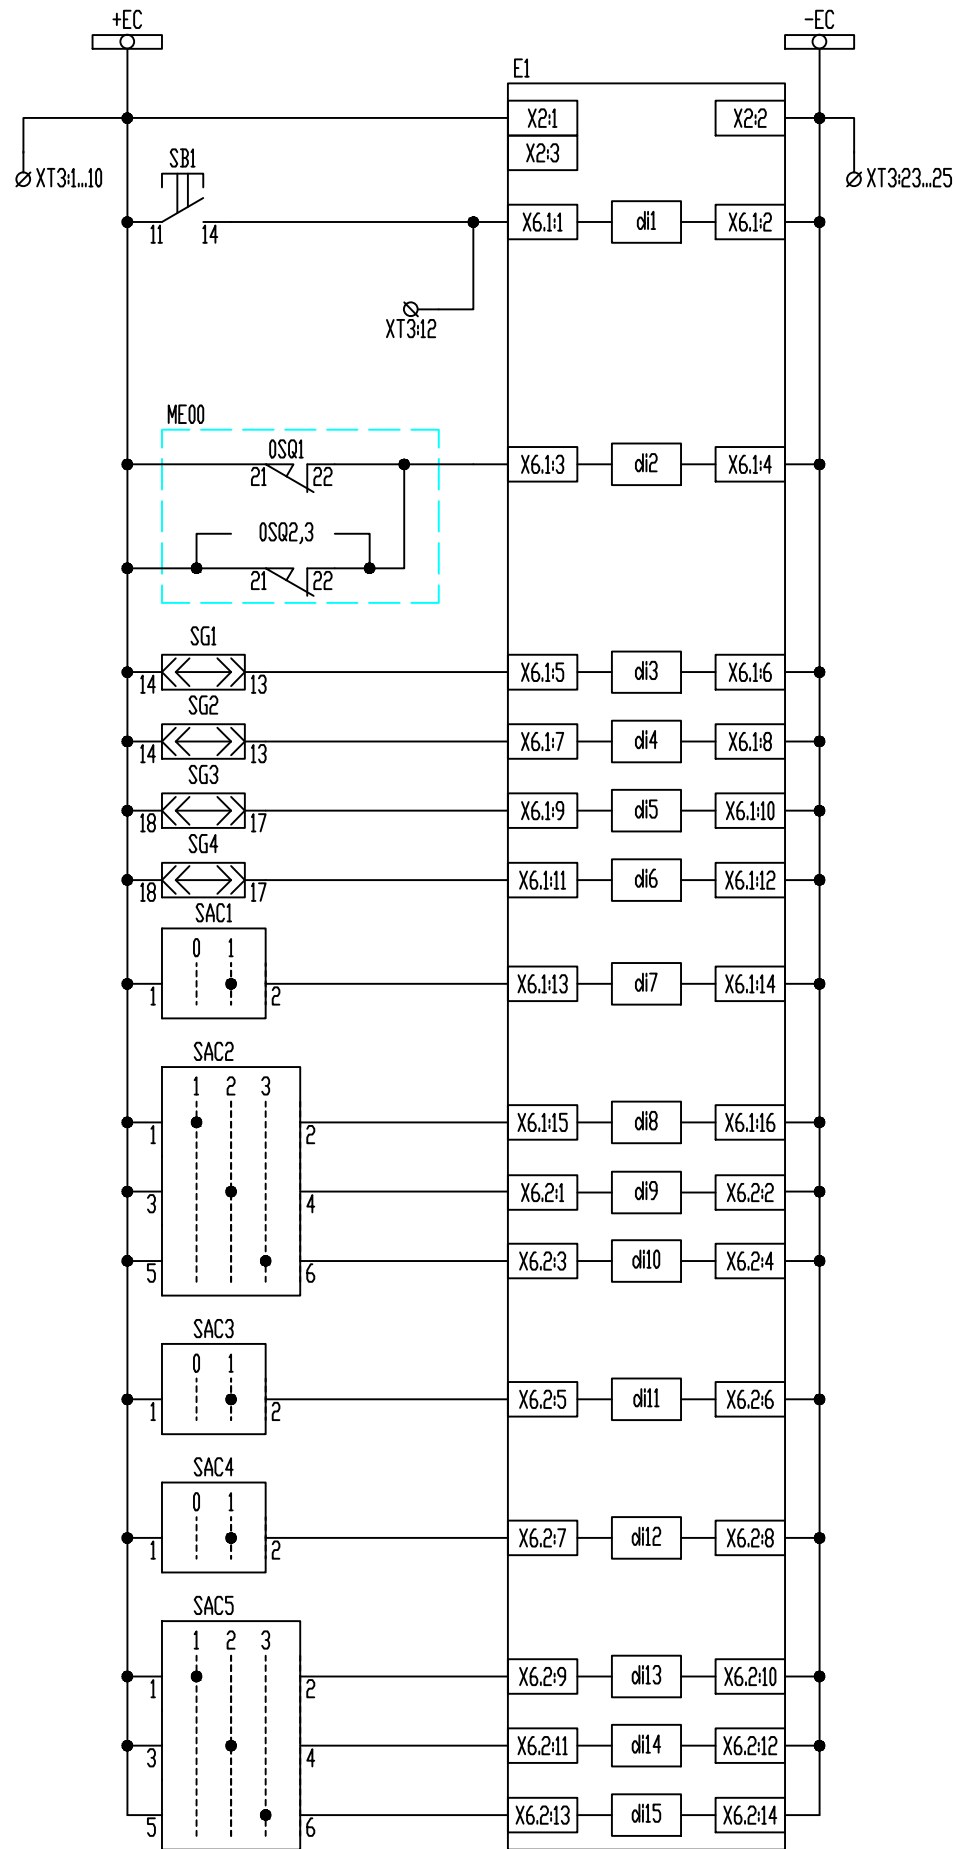 +EC -EC
E1
X2:1 X2:2
X2:3
SB1
XT3:1...10 XT3:23...25
11 14 X6.1:1 di1 X6.1:2
XT3:12
ME00
0SQ1
21 22 X6.1:3 di2 X6.1:4
0SQ2,3
21 22
SG1
14 13 X6.1:5 di3 X6.1:6
SG2
14 13 X6.1:7 di4 X6.1:8
SG3
18 17 X6.1:9 di5 X6.1:10
SG4
18 17 X6.1:11 di6 X6.1:12
SAC1
0 1
1 2 X6.1:13 di7 X6.1:14
SAC2
1 2 3
1 2 X6.1:15 di8 X6.1:16
3 4 X6.2:1 di9 X6.2:2
5 6 X6.2:3 di10 X6.2:4
SAC3
0 1
1 2 X6.2:5 di11 X6.2:6
SAC4
0 1
1 2 X6.2:7 di12 X6.2:8
SAC5
1 2 3
1 2 X6.2:9 di13 X6.2:10
3 4 X6.2:11 di14 X6.2:12
5 6 X6.2:13 di15 X6.2:14